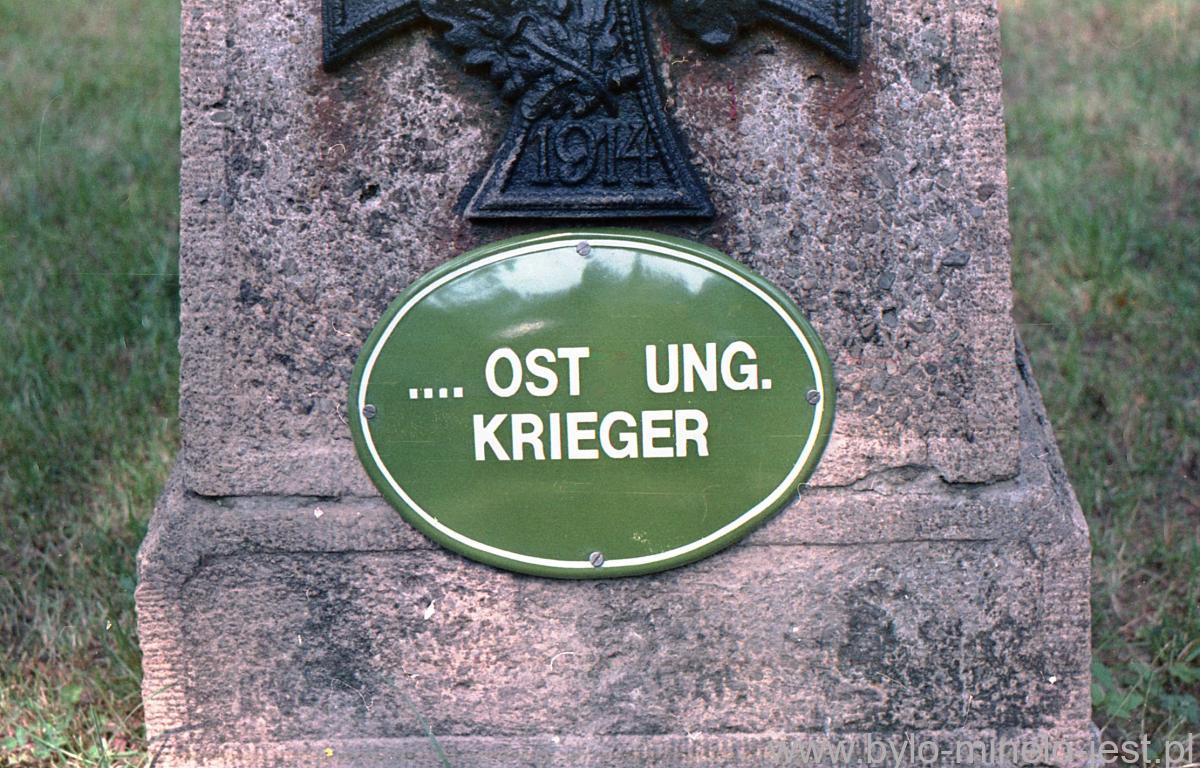 1914
.... OST UNG.
KRIEGER
www.bylo-minelo-jest.pl